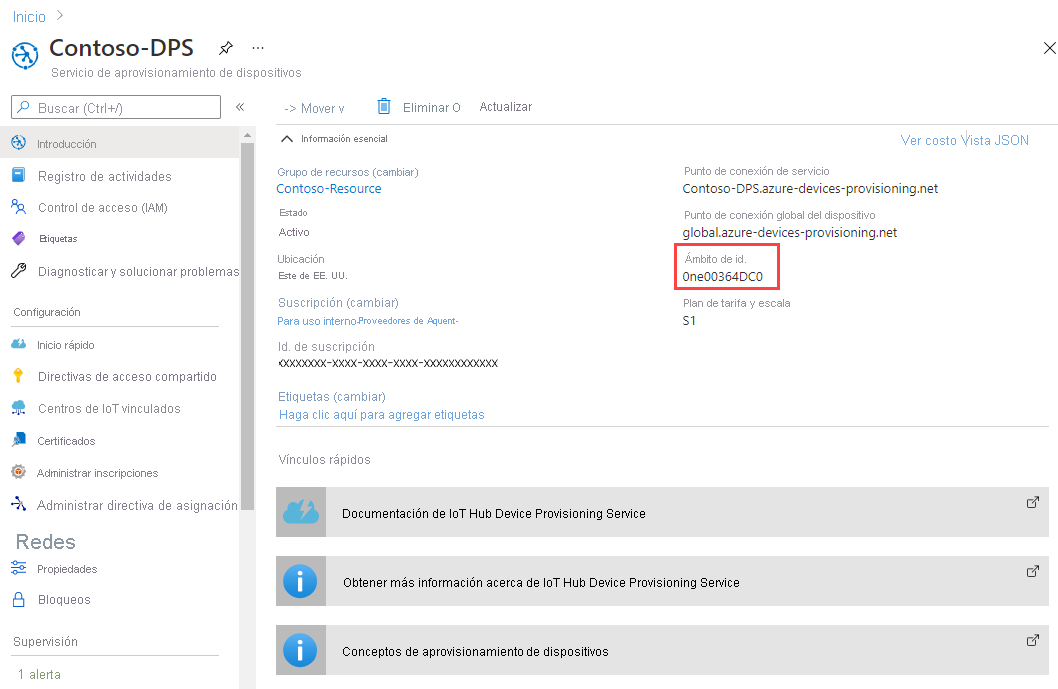 Inicio
Contoso-DPS
...
Servicio de aprovisionamiento de dispositivos
Buscar (Ctrl+/)
«
-> Mover v
Eliminar O
Actualizar
Introducción
Registro de actividades
Control de acceso (IAM)
Etiquetas
Diagnosticar y solucionar problemas
Configuración
Inicio rápido
Directivas de acceso compartido
Centros de IoT vinculados
Certificados
Administrar inscripciones
Administrar directiva de asignación
Redes
Propiedades
Bloqueos
Supervisión
1 alerta
Información esencial
Ver costo Vista JSON
Grupo de recursos (cambiar)
Contoso-Resource
Estado
Activo
Ubicación
Este de EE. UU.
Suscripción (cambiar)
Para uso interno-Proveedores de Aquent-
Id. de suscripción
xxxxxxxx-xxxx-xxxx-xxxx-xxxxxxxxxxxx
Etiquetas (cambiar)
Haga clic aquí para agregar etiquetas
Punto de conexión de servicio
Contoso-DPS.azure-devices-provisioning.net
Punto de conexión global del dispositivo
global.azure-devices-provisioning.net
Ámbito de id.
0ne00364DC0
Plan de tarifa y escala
S1
Vínculos rápidos
Documentación de IoT Hub Device Provisioning Service
Obtener más información acerca de IoT Hub Device Provisioning Service
Conceptos de aprovisionamiento de dispositivos